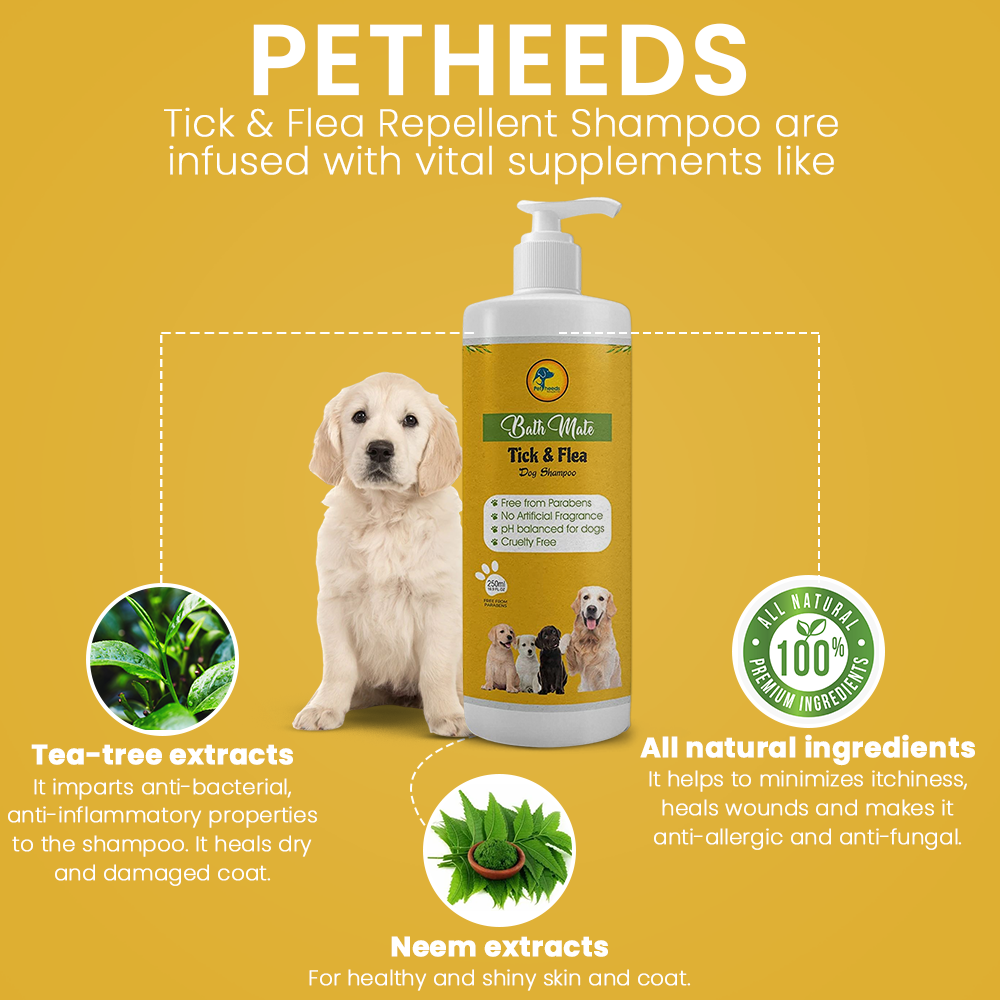 PETHEEDS
Tick & Flea Repellent Shampoo are
infused with vital supplements like
Petheeds
Bath Mate
Tick & Flea
Dog Shampoo
Free from Parabens
No Artificial Fragrance
pH balanced for dogs
Cruelty Free
250ml
FREE FROM
PARABENS
ALL NATURAL
100%
PREMIUM INGREDIENTS
Tea-tree extracts
It imparts anti-bacterial,
anti-inflammatory properties
to the shampoo. It heals dry
and damaged coat.
All natural ingredients
It helps to minimizes itchiness,
heals wounds and makes it
anti-allergic and anti-fungal.
Neem extracts
For healthy and shiny skin and coat.